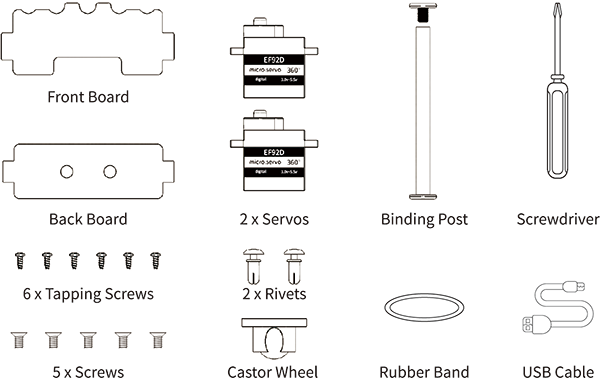 EF92D
micro servo 360°
digital 3.0v-5.5v
Front Board
EF92D
micro servo 360°
digital 3.0v-5.5v
Back Board
2 x Servos
Binding Post
Screwdriver
6 x Tapping Screws
2 x Rivets
5 x Screws
Castor Wheel
Rubber Band
USB Cable